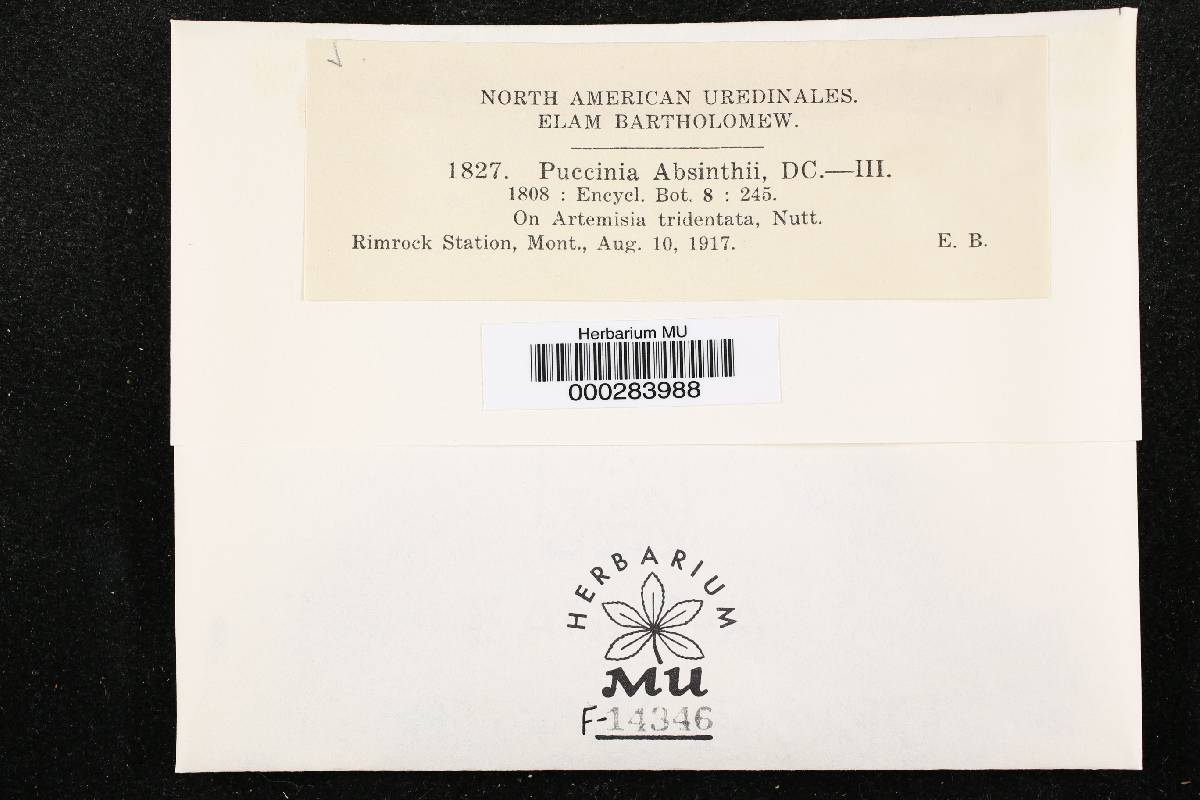 NORTH AMERICAN UREDINALES.
ELAM BARTHOLOMEW.
1827. Puccinia Absinthii, DC.—III.
1808 : Encycl. Bot. 8 : 245.
On Artemisia tridentata, Nutt.
Rimrock Station, Mont., Aug. 10, 1917. E. B.
Herbarium MU
000283988
HERBARIUM
MU
F-14346